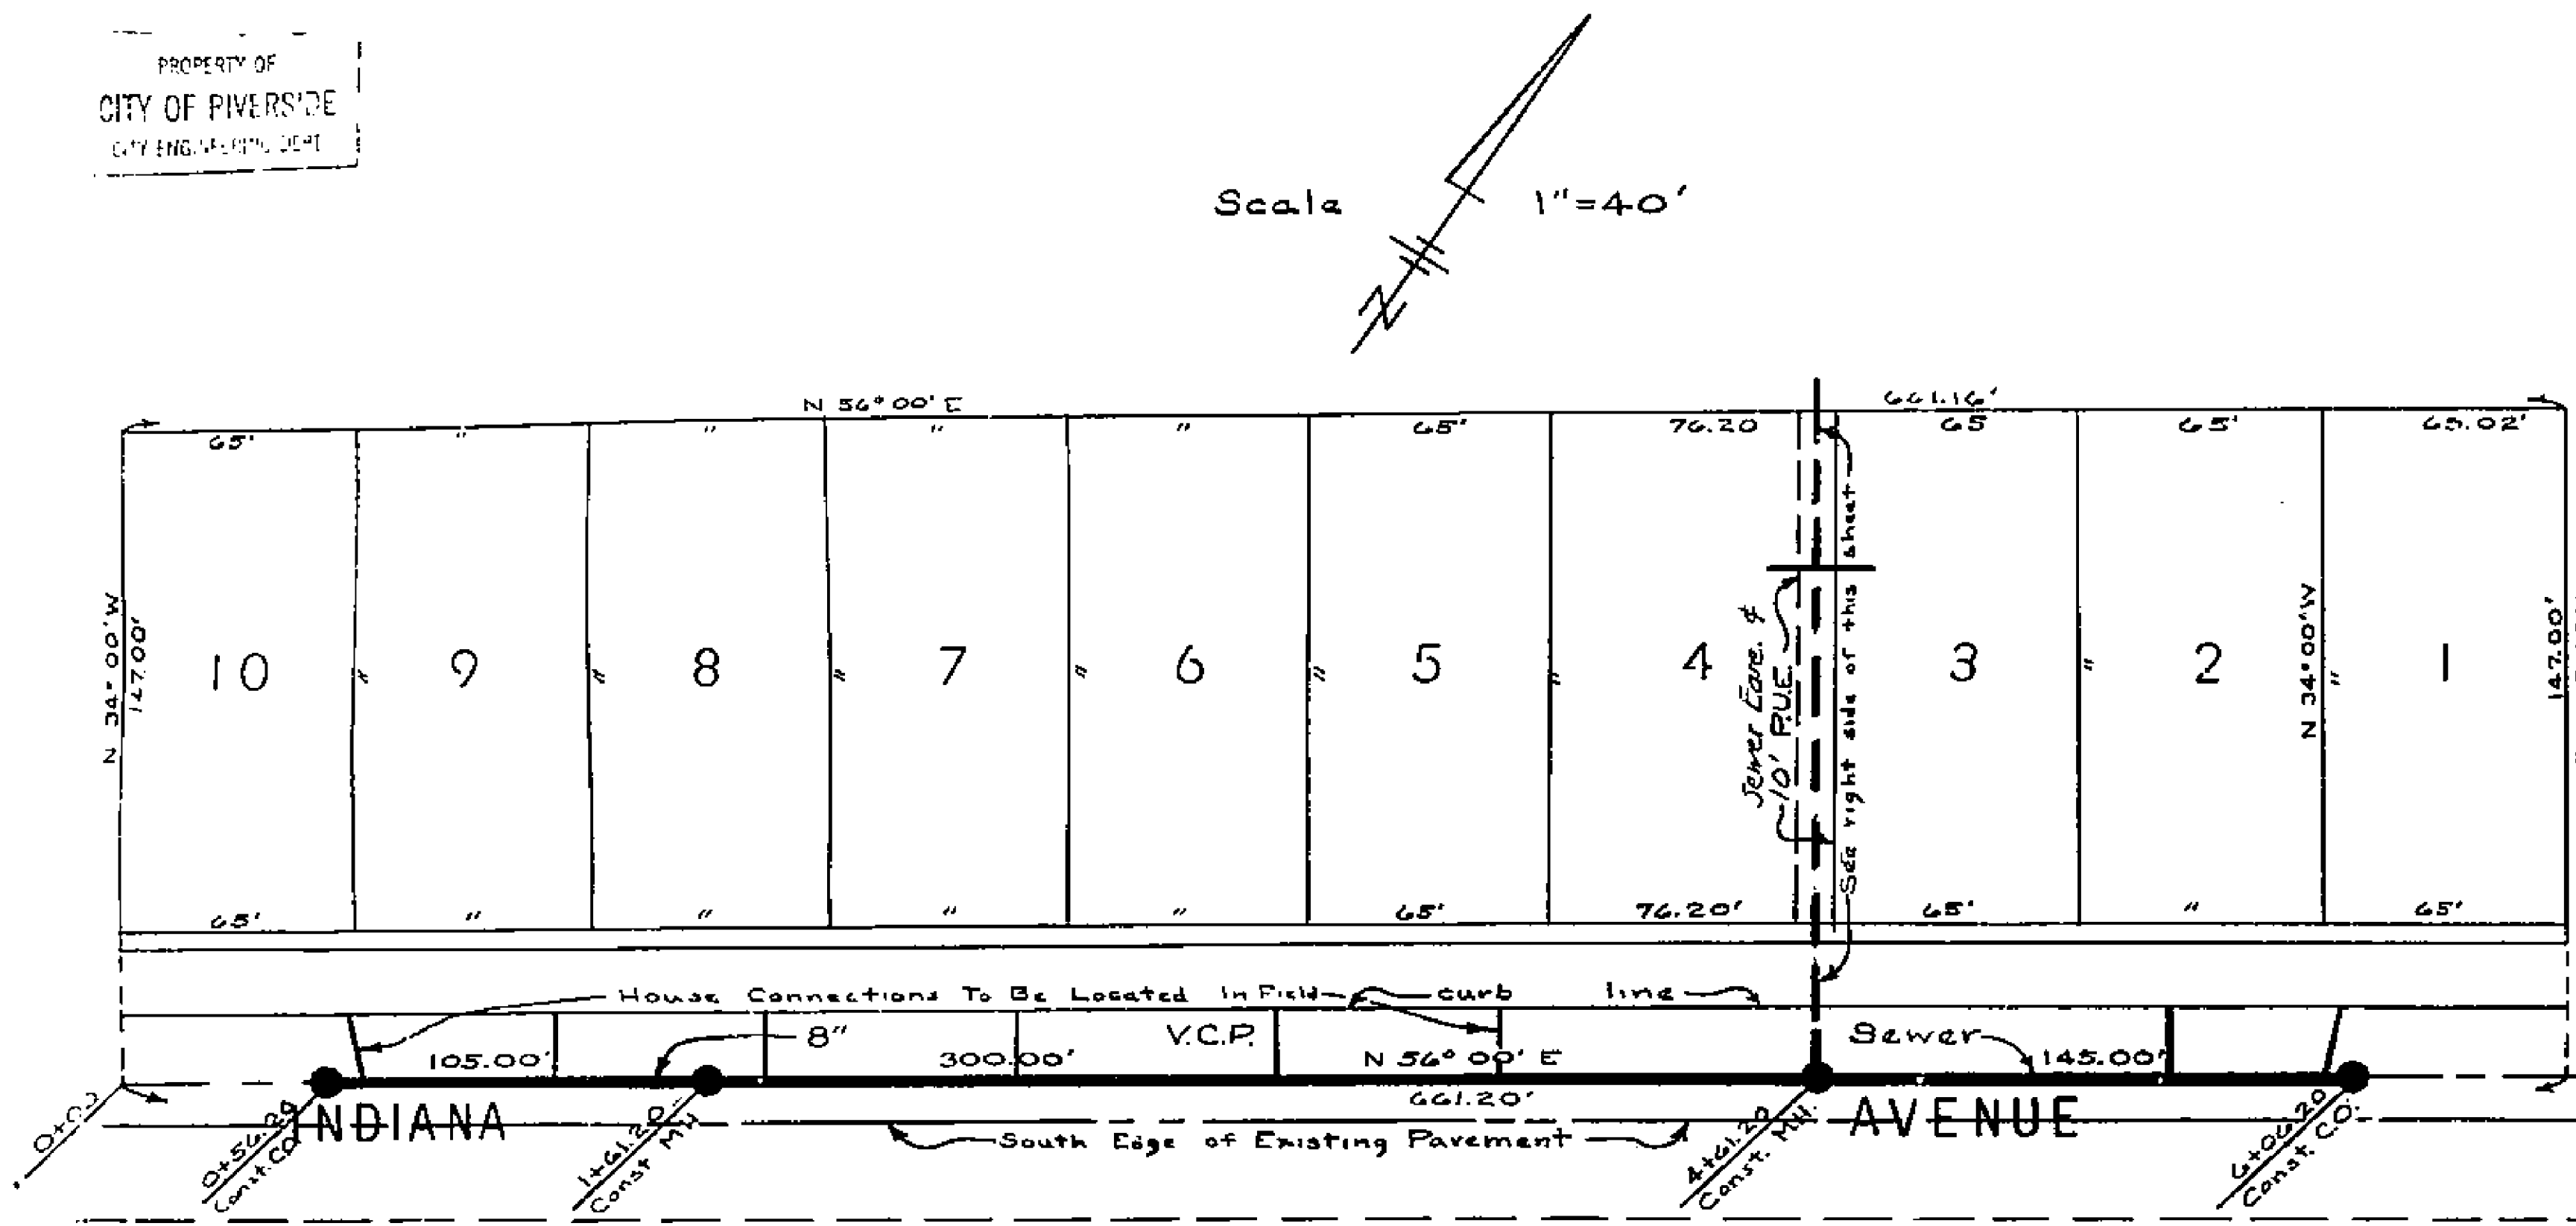 PROPERTY OF
CITY OF RIVERSIDE
CITY ENGINEERING DEPT
Scale 1"=40'
N
N 56° 00' E
661.16'
65' " " " " 65' 76.20 65 65' 65.02'
N 34° 00' W
147.00'
10 " 9 " 8 " 7 " 6 " 5 " 4 3 " 2 " 1
Sewer Ease. &
10' P.U.E.
See right side of this sheet
N 34° 00' W
147.00'
65' " " " " 65' 76.20' 65' " 65'
House Connections To Be Located In Field
curb line
8" V.C.P. Sewer
105.00' 300.00' N 56° 00' E 145.00'
661.20'
INDIANA AVENUE
South Edge of Existing Pavement
0+00
0+56.20
Const. C.O.
1+61.20
Const M.H.
4+61.20
Const. M.H.
6+06.20
Const. C.O.